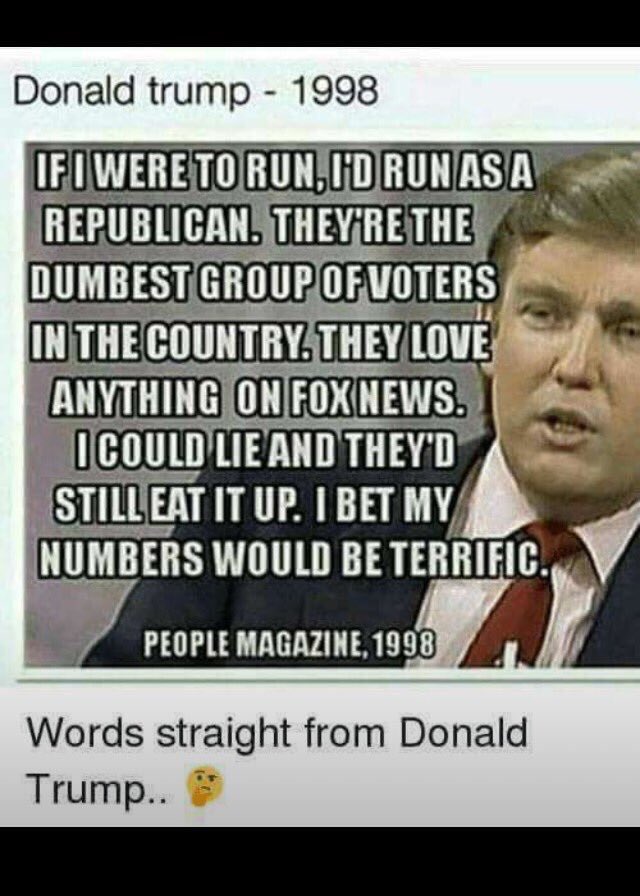 Donald trump - 1998
IF I WERE TO RUN, I'D RUN AS A
REPUBLICAN. THEY'RE THE
DUMBEST GROUP OF VOTERS
IN THE COUNTRY. THEY LOVE
ANYTHING ON FOX NEWS.
I COULD LIE AND THEY'D
STILL EAT IT UP. I BET MY
NUMBERS WOULD BE TERRIFIC.
PEOPLE MAGAZINE, 1998
Words straight from Donald
Trump.. 🤔